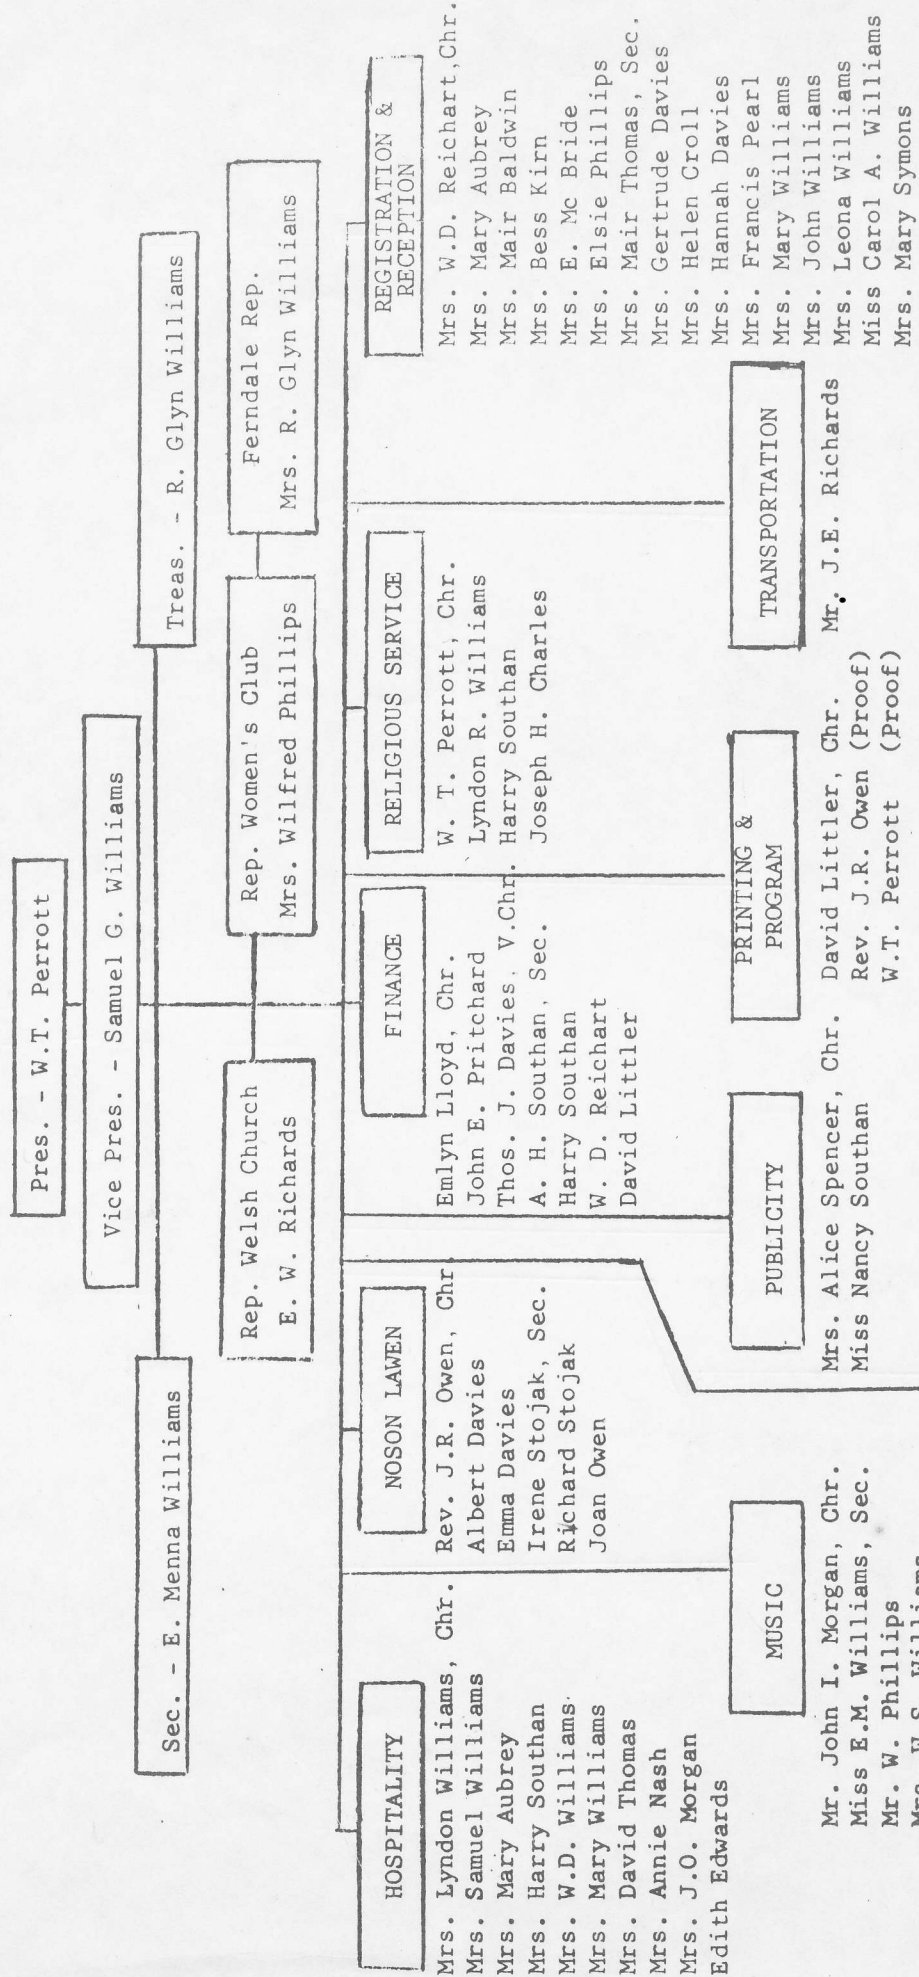 Pres. - W.T. Perrott
Vice Pres. - Samuel G. Williams
Sec. - E. Menna Williams
Treas. - R. Glyn Williams
Rep. Welsh Church
E. W. Richards
Rep. Women's Club
Mrs. Wilfred Phillips
Ferndale Rep.
Mrs. R. Glyn Williams
HOSPITALITY
Mrs. Lyndon Williams, Chr.
Mrs. Samuel Williams
Mrs. Mary Aubrey
Mrs. Harry Southan
Mrs. W.D. Williams
Mrs. Mary Williams
Mrs. David Thomas
Mrs. Annie Nash
Mrs. J.O. Morgan
Edith Edwards
NOSON LAWEN
Rev. J.R. Owen, Chr
Albert Davies
Emma Davies
Irene Stojak, Sec.
Richard Stojak
Joan Owen
FINANCE
Emlyn Lloyd, Chr.
John E. Pritchard
Thos. J. Davies, V.Chr.
A. H. Southan, Sec.
Harry Southan
W. D. Reichart
David Littler
RELIGIOUS SERVICE
W. T. Perrott, Chr.
Lyndon R. Williams
Harry Southan
Joseph H. Charles
REGISTRATION &
RECEPTION
Mrs. W.D. Reichart,Chr.
Mrs. Mary Aubrey
Mrs. Mair Baldwin
Mrs. Bess Kirn
Mrs. E. Mc Bride
Mrs. Elsie Phillips
Mrs. Mair Thomas, Sec.
Mrs. Gertrude Davies
Mrs. Helen Croll
Mrs. Hannah Davies
Mrs. Francis Pearl
Mrs. Mary Williams
Mrs. John Williams
Mrs. Leona Williams
Miss Carol A. Williams
Mrs. Mary Symons
MUSIC
Mr. John I. Morgan, Chr.
Miss E.M. Williams, Sec.
Mr. W. Phillips
Mrs. W.S. Williams
PUBLICITY
Mrs. Alice Spencer, Chr.
Miss Nancy Southan
PRINTING &
PROGRAM
David Littler, Chr.
Rev. J.R. Owen (Proof)
W.T. Perrott (Proof)
TRANSPORTATION
Mr. J.E. Richards